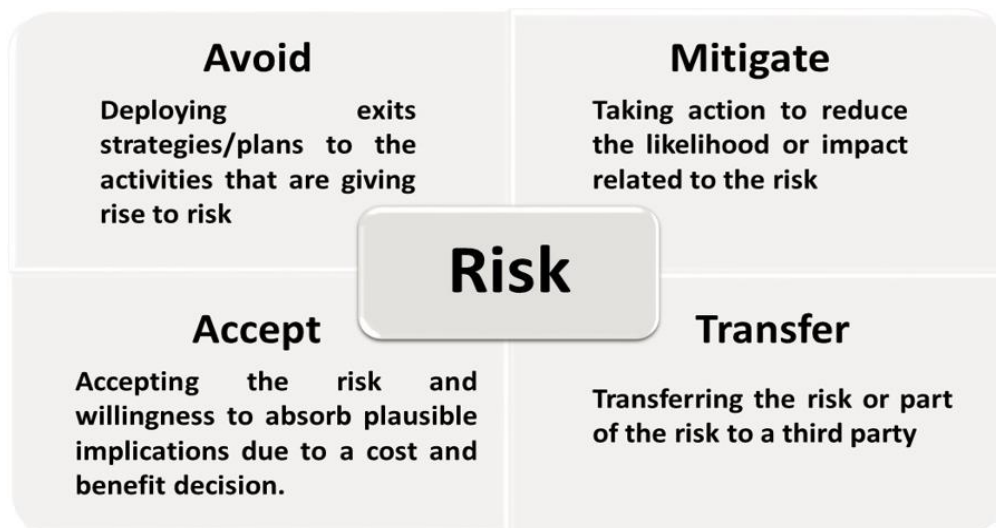 Avoid
Deploying exits
strategies/plans to the
activities that are giving
rise to risk
Mitigate
Taking action to reduce
the likelihood or impact
related to the risk
Risk
Accept
Accepting the risk and
willingness to absorb plausible
implications due to a cost and
benefit decision.
Transfer
Transferring the risk or part
of the risk to a third party